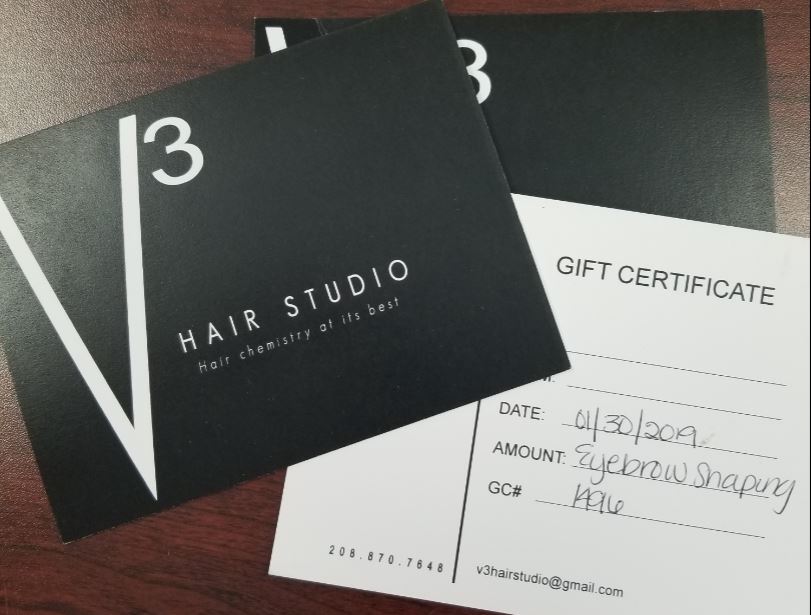 V3
V 3
HAIR STUDIO
Hair chemistry at its best
GIFT CERTIFICATE
DATE: 01/30/2019
AMOUNT: Eyebrow Shaping
GC#
208.870.7648
v3hairstudio@gmail.com